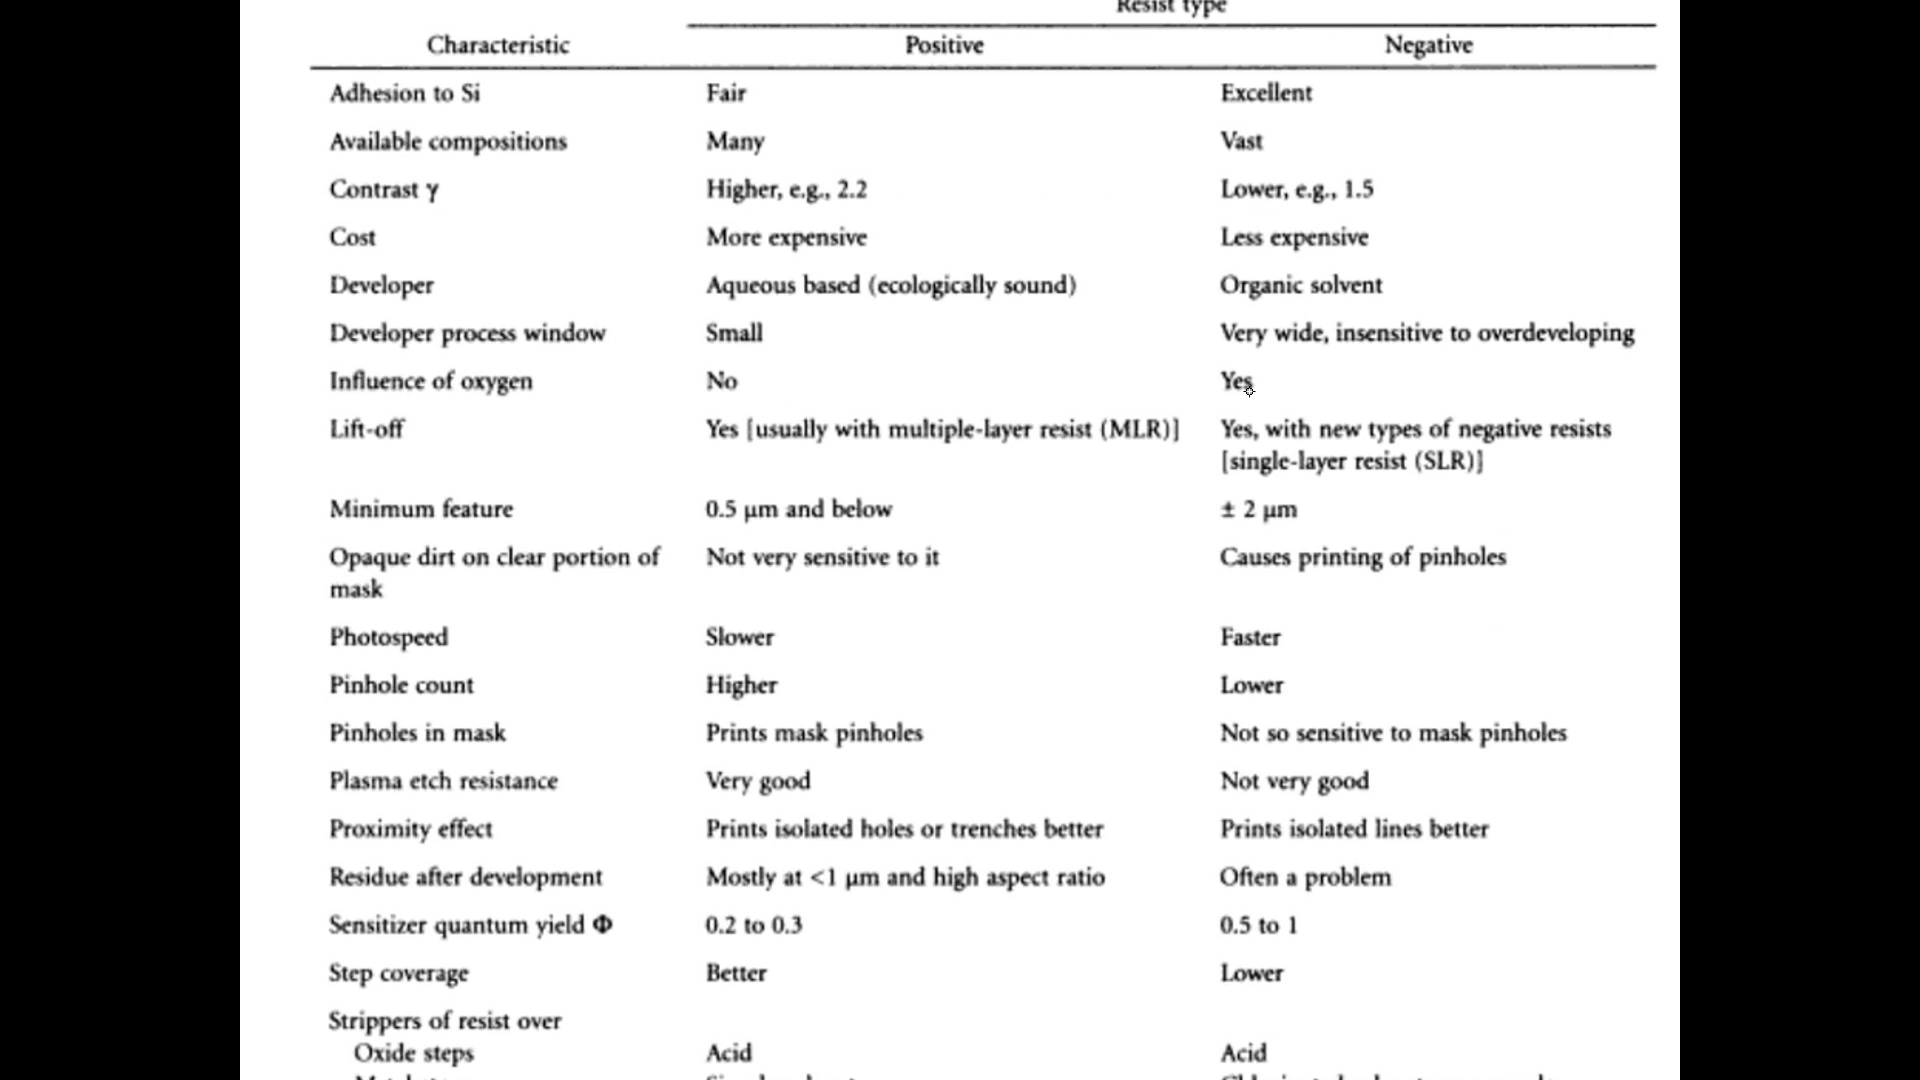 Resist type
Characteristic Positive Negative
Adhesion to Si Fair Excellent
Available compositions Many Vast
Contrast γ Higher, e.g., 2.2 Lower, e.g., 1.5
Cost More expensive Less expensive
Developer Aqueous based (ecologically sound) Organic solvent
Developer process window Small Very wide, insensitive to overdeveloping
Influence of oxygen No Yes
Lift-off Yes [usually with multiple-layer resist (MLR)] Yes, with new types of negative resists
[single-layer resist (SLR)]
Minimum feature 0.5 μm and below ± 2 μm
Opaque dirt on clear portion of Not very sensitive to it Causes printing of pinholes
mask
Photospeed Slower Faster
Pinhole count Higher Lower
Pinholes in mask Prints mask pinholes Not so sensitive to mask pinholes
Plasma etch resistance Very good Not very good
Proximity effect Prints isolated holes or trenches better Prints isolated lines better
Residue after development Mostly at <1 μm and high aspect ratio Often a problem
Sensitizer quantum yield Φ 0.2 to 0.3 0.5 to 1
Step coverage Better Lower
Strippers of resist over
Oxide steps Acid Acid